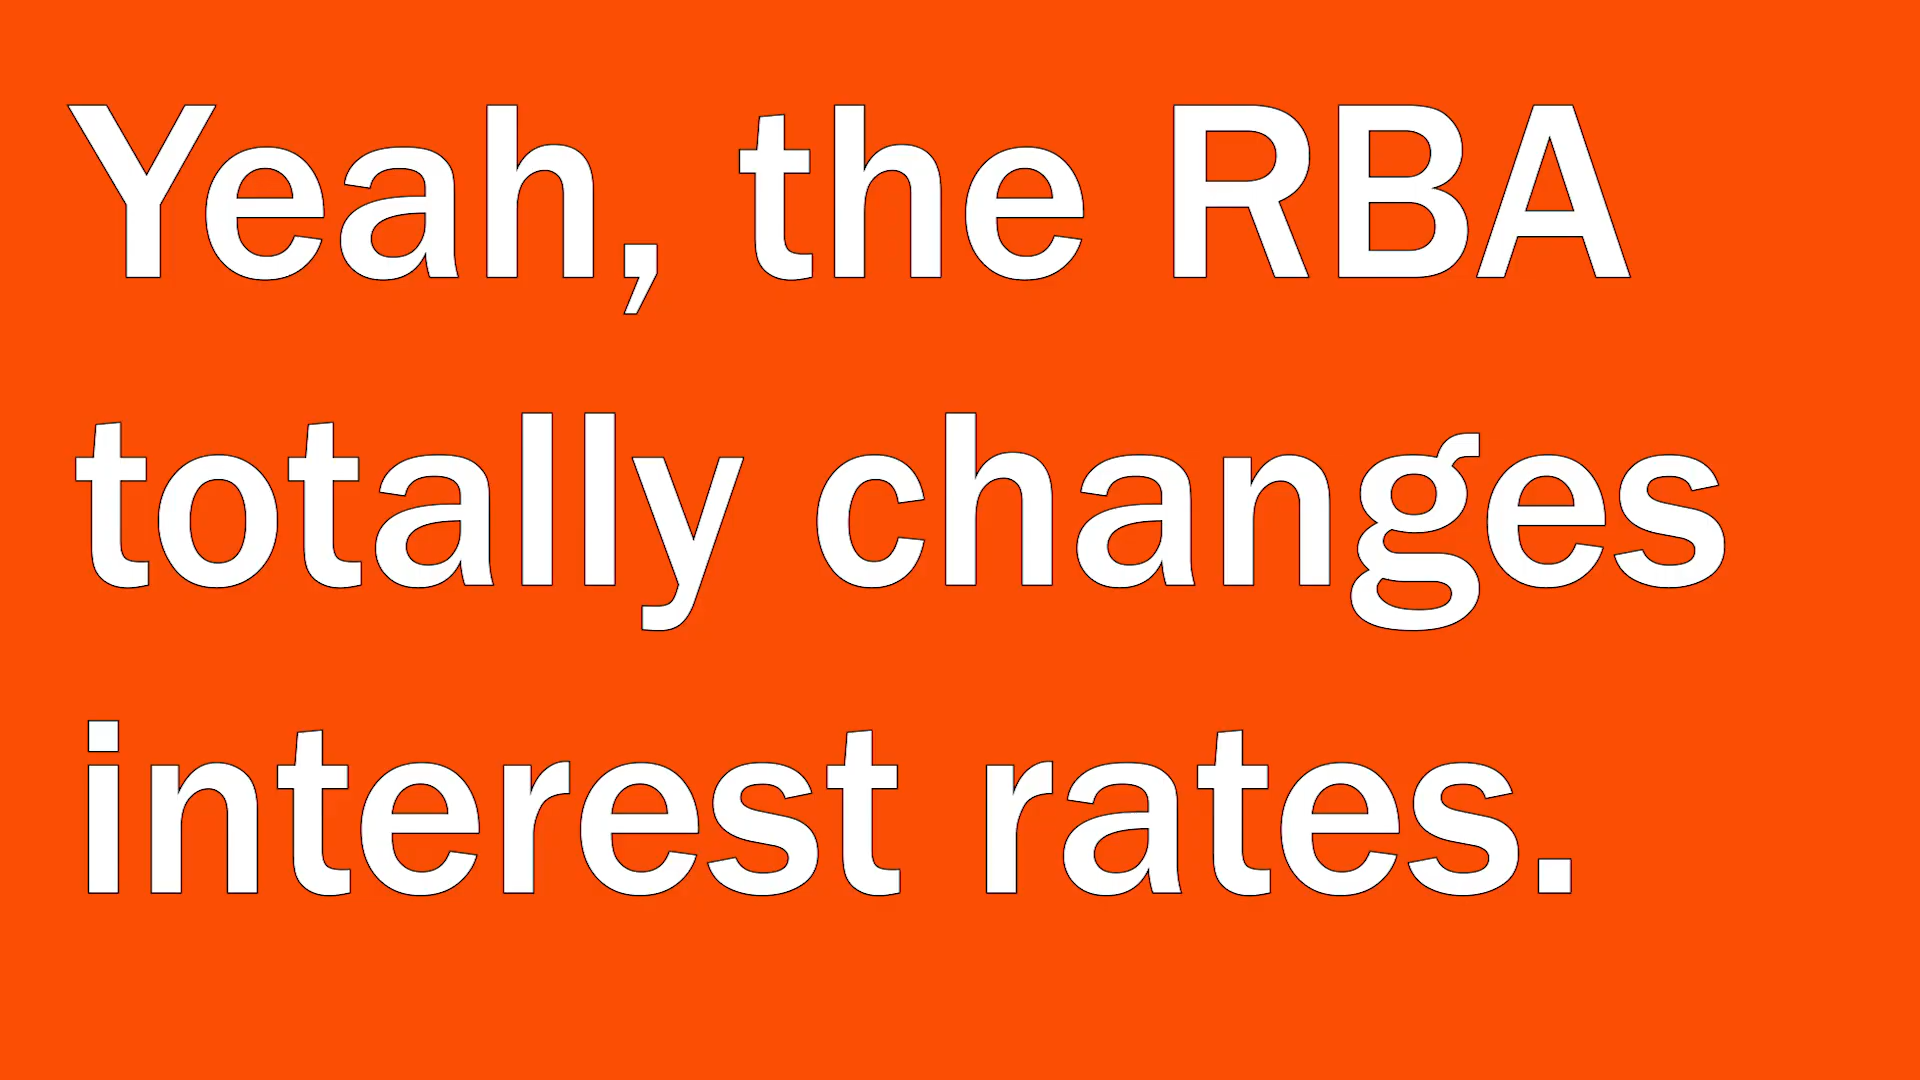 Yeah, the RBA
totally changes
interest rates.